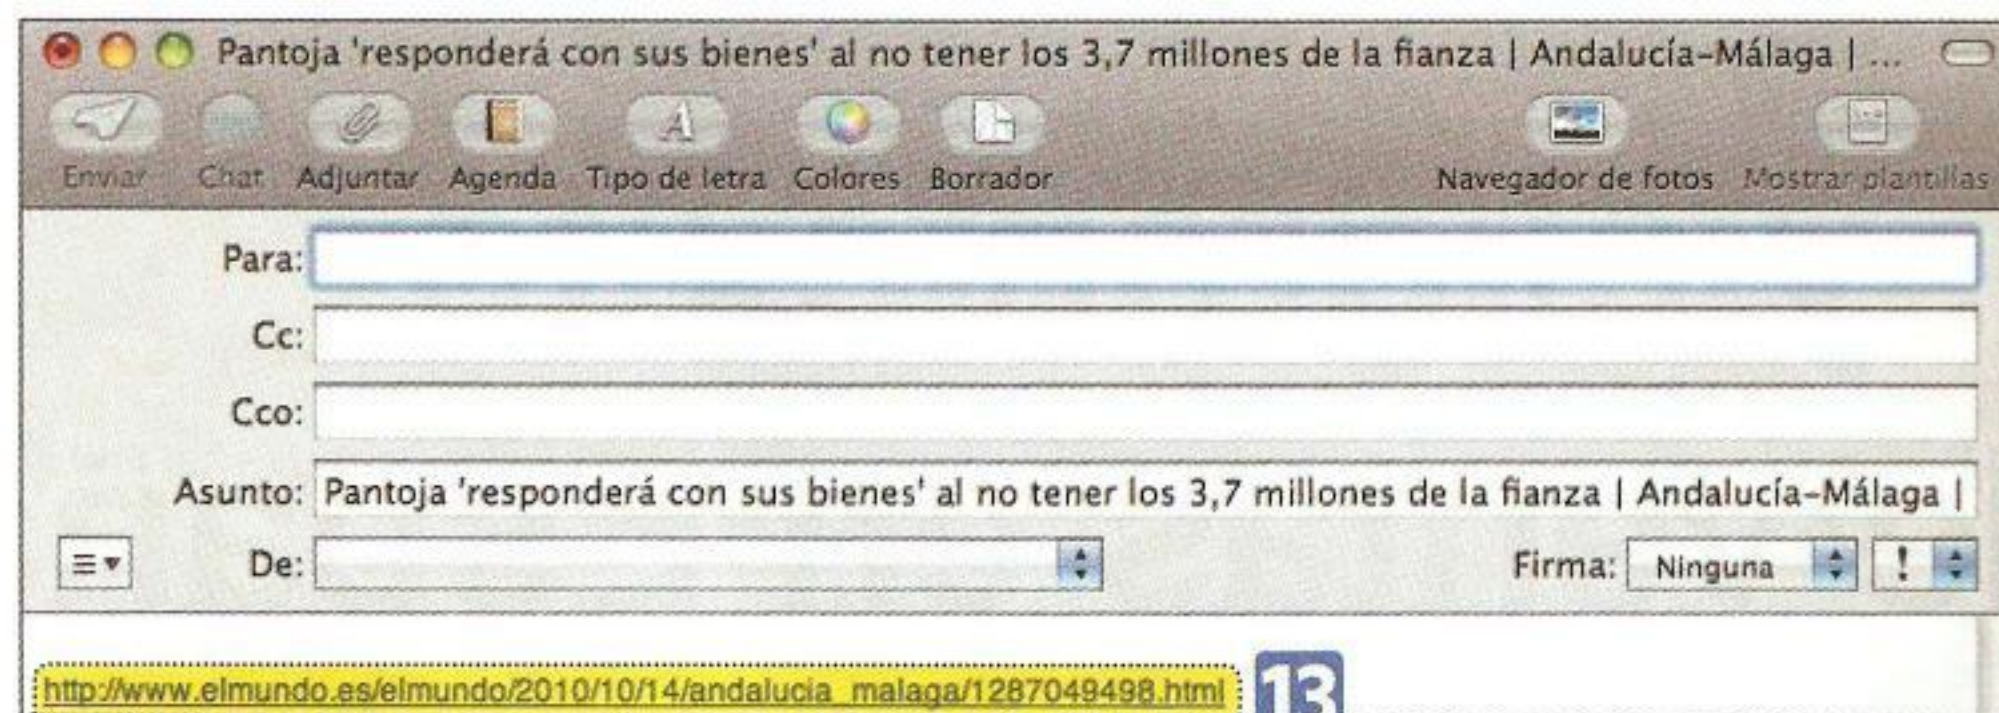 Pantoja 'responderá con sus bienes' al no tener los 3,7 millones de la fianza | Andalucía-Málaga | ...
Enviar Chat Adjuntar Agenda Tipo de letra Colores Borrador Navegador de fotos Mostrar plantillas
Para:
Cc:
Cco:
Asunto: Pantoja 'responderá con sus bienes' al no tener los 3,7 millones de la fianza | Andalucía-Málaga |
De: Firma: Ninguna !
http://www.elmundo.es/elmundo/2010/10/14/andalucia_malaga/1287049498.html 13